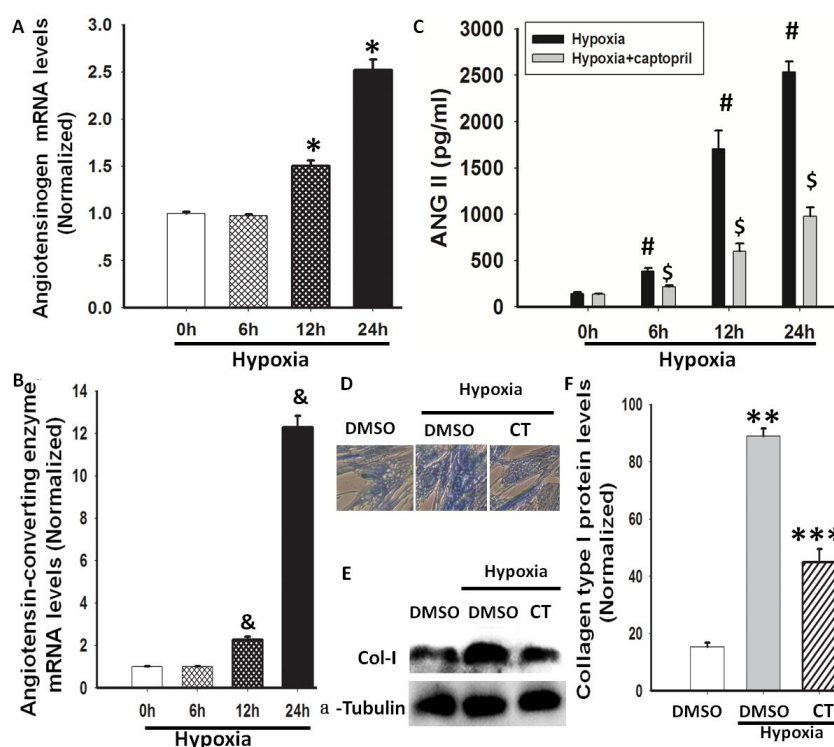 A
Angiotensinogen mRNA levels
(Normalized)
3.0
2.5
2.0
1.5
1.0
.5
0.0
*
*
0h 6h 12h 24h
Hypoxia
C
ANG II (pg/ml)
3000
2500
2000
1500
1000
500
0
Hypoxia
Hypoxia+captopril
#
$
#
$
#
$
0h 6h 12h 24h
Hypoxia
B
Angiotensin-converting enzyme
mRNA levels (Normalized)
14
12
10
8
6
4
2
0
&
&
0h 6h 12h 24h
Hypoxia
D
Hypoxia
DMSO DMSO CT
E
Hypoxia
DMSO DMSO CT
Col-I
a -Tubulin
F
Collagen type I protein levels
(Normalized)
100
80
60
40
20
0
**
***
DMSO DMSO CT
Hypoxia